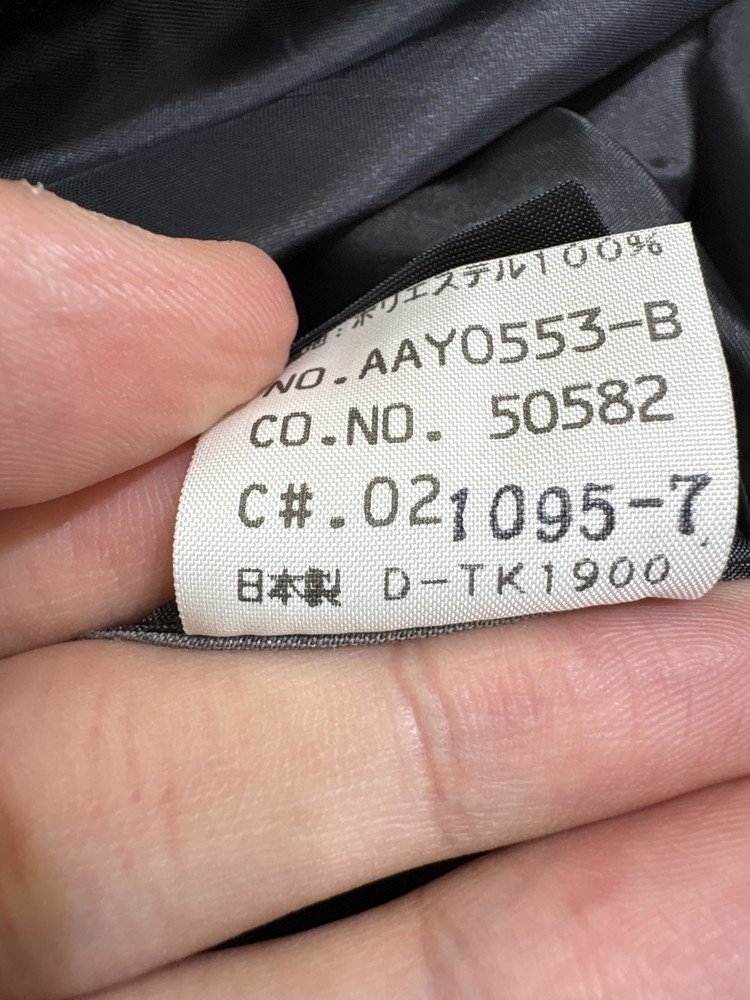 ポリエステル100%
NO.AAY0553-B
CO.NO. 50582
C#.021095-7
日本製 D-TK1900